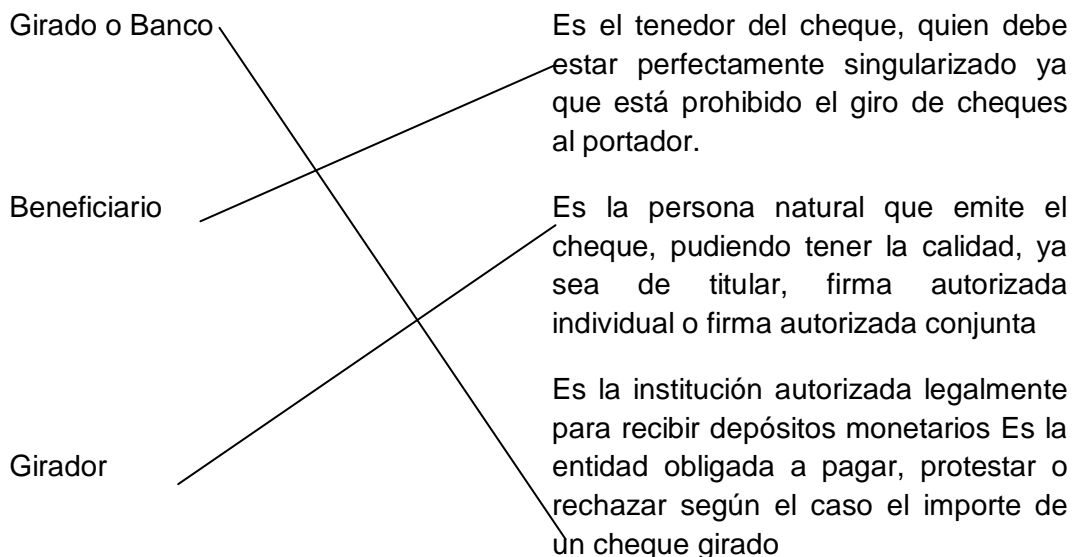 Girado o Banco
Es el tenedor del cheque, quien debe
estar perfectamente singularizado ya
que está prohibido el giro de cheques
al portador.
Beneficiario
Es la persona natural que emite el
cheque, pudiendo tener la calidad, ya
sea de titular, firma autorizada
individual o firma autorizada conjunta
Girador
Es la institución autorizada legalmente
para recibir depósitos monetarios Es la
entidad obligada a pagar, protestar o
rechazar según el caso el importe de
un cheque girado